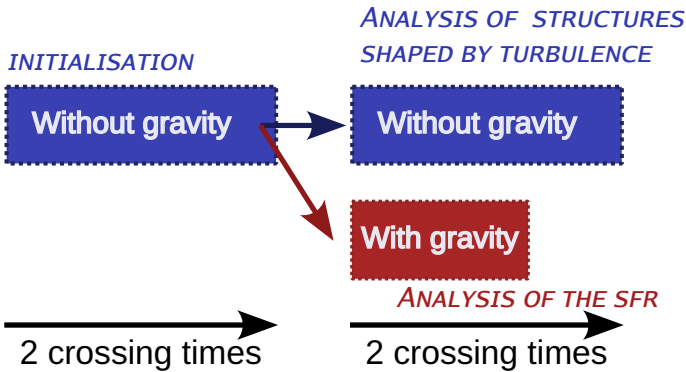 INITIALISATION
ANALYSIS OF STRUCTURES
SHAPED BY TURBULENCE
Without gravity
Without gravity
With gravity
ANALYSIS OF THE SFR
2 crossing times
2 crossing times